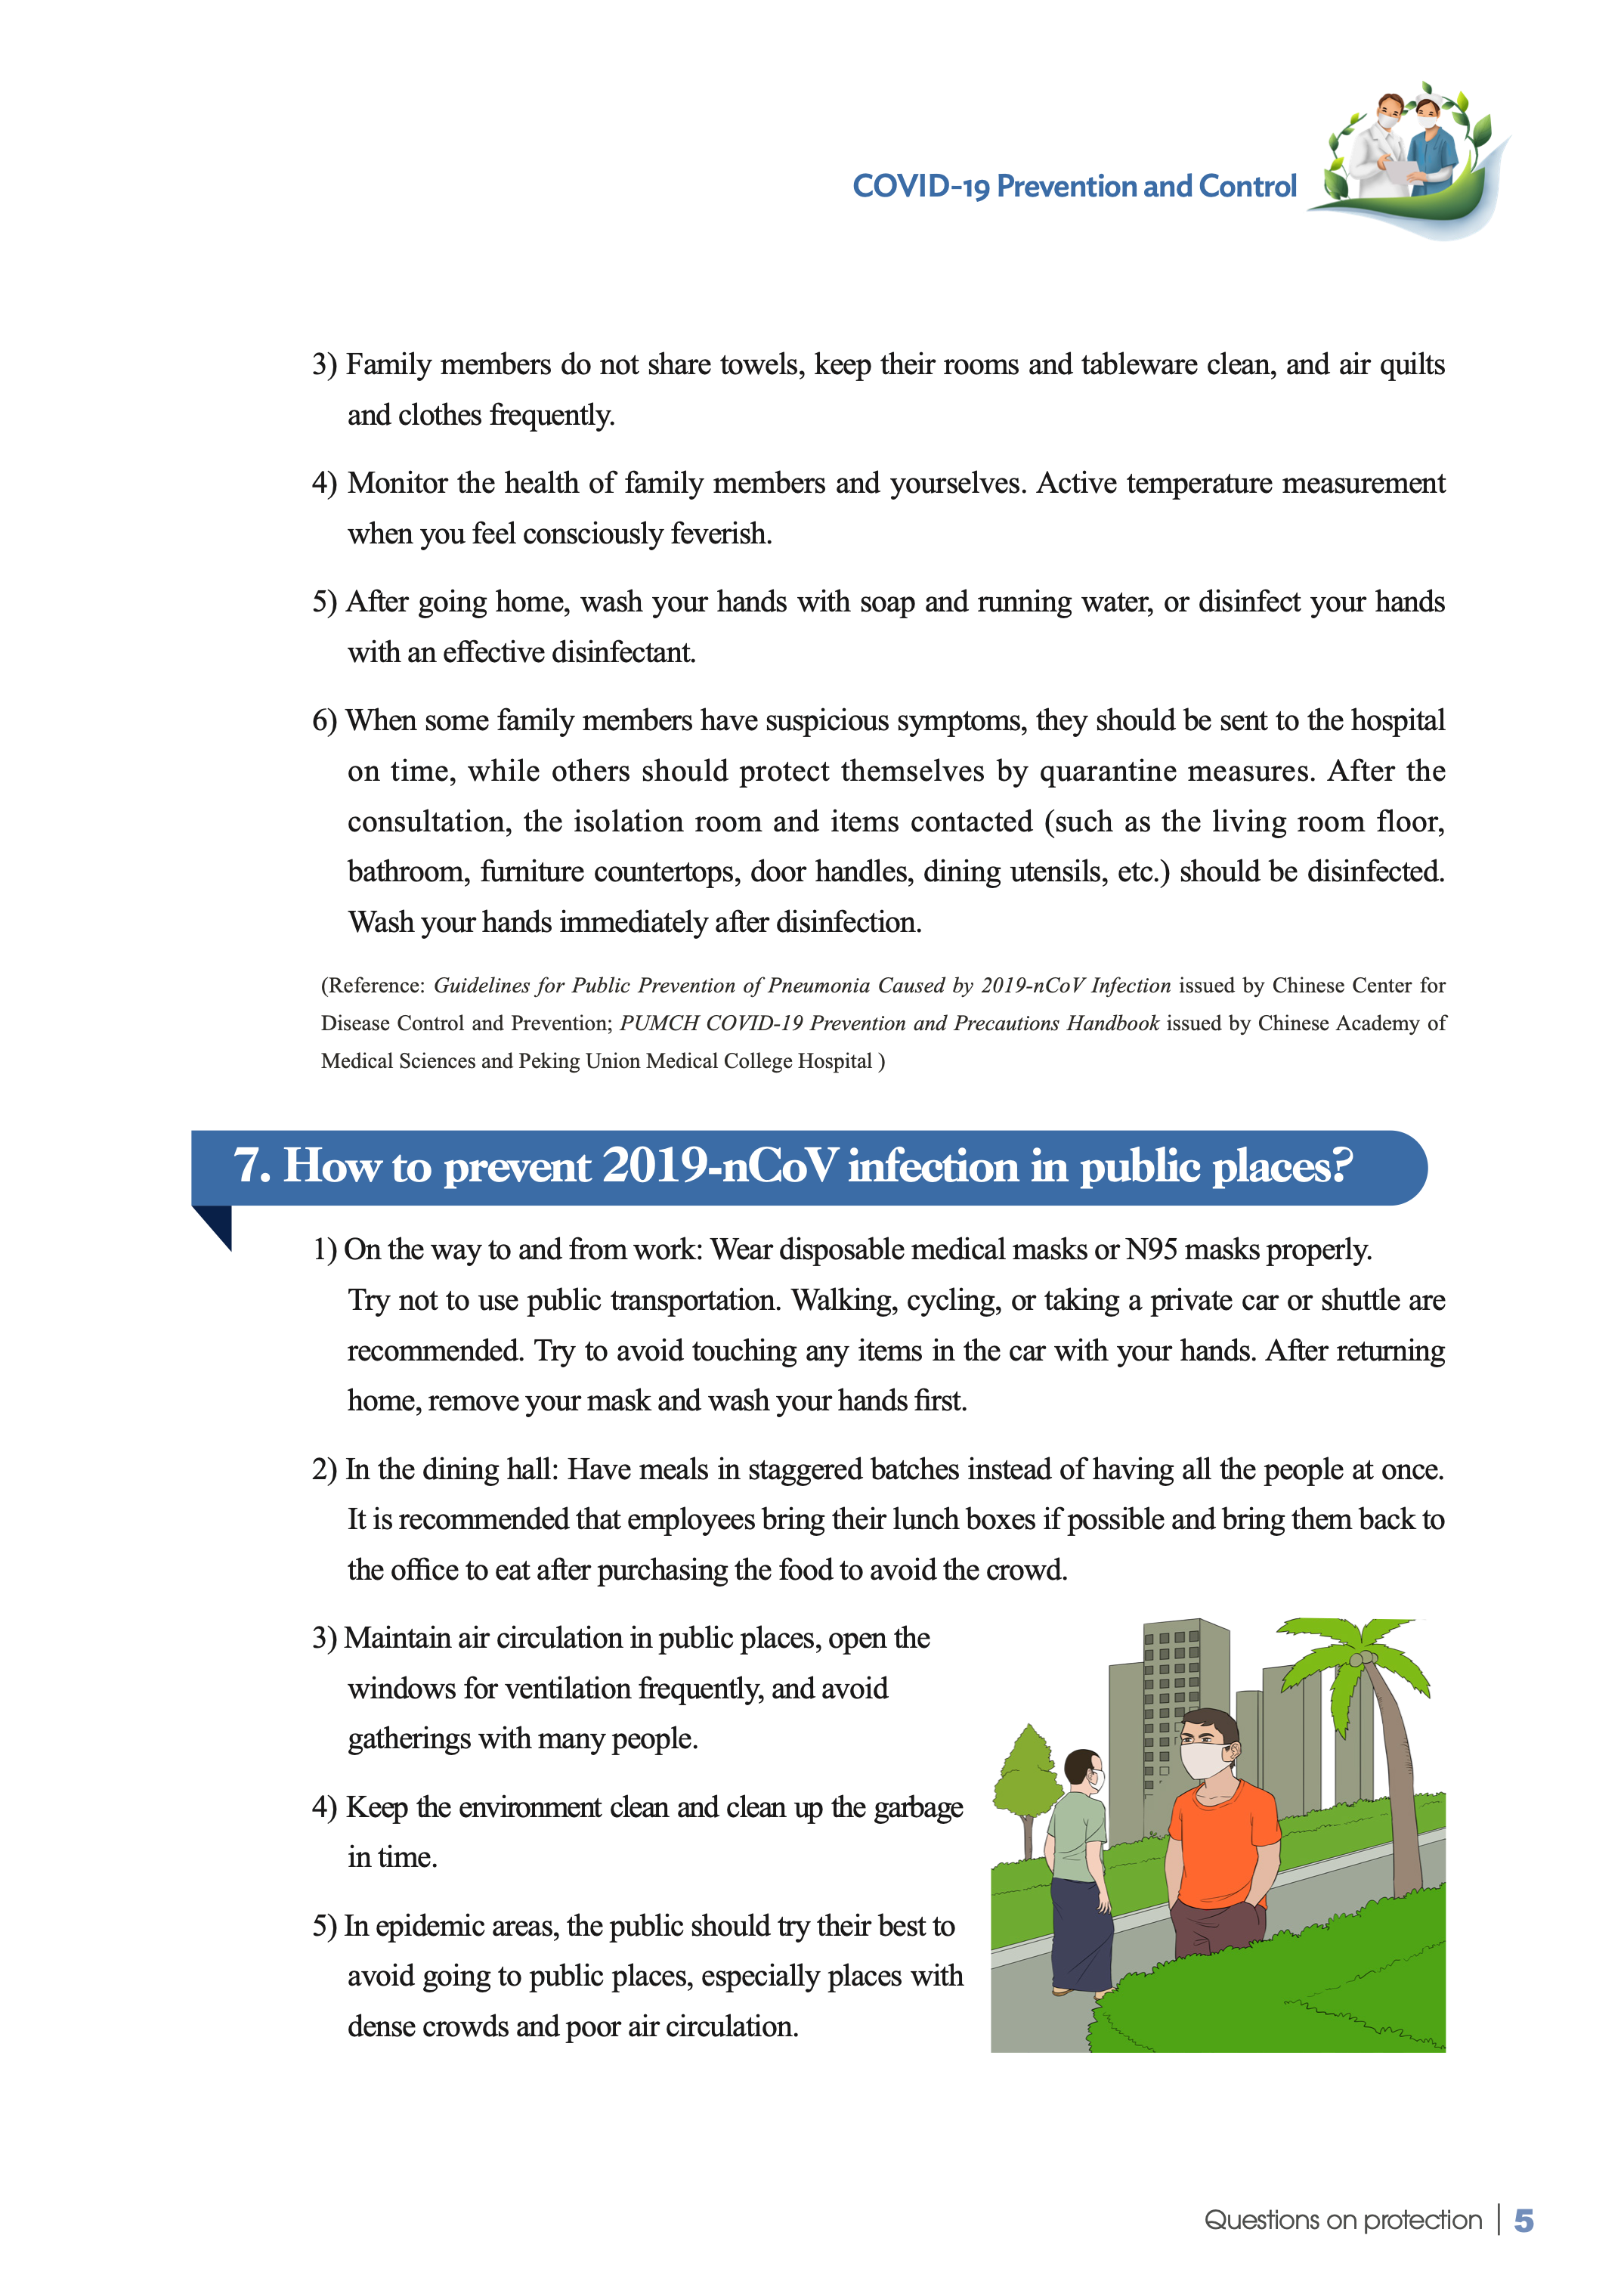 COVID-19 Prevention and Control
3) Family members do not share towels, keep their rooms and tableware clean, and air quilts
and clothes frequently.
4) Monitor the health of family members and yourselves. Active temperature measurement
when you feel consciously feverish.
5) After going home, wash your hands with soap and running water, or disinfect your hands
with an effective disinfectant.
6) When some family members have suspicious symptoms, they should be sent to the hospital
on time, while others should protect themselves by quarantine measures. After the
consultation, the isolation room and items contacted (such as the living room floor,
bathroom, furniture countertops, door handles, dining utensils, etc.) should be disinfected.
Wash your hands immediately after disinfection.
(Reference: Guidelines for Public Prevention of Pneumonia Caused by 2019-nCoV Infection issued by Chinese Center for
Disease Control and Prevention; PUMCH COVID-19 Prevention and Precautions Handbook issued by Chinese Academy of
Medical Sciences and Peking Union Medical College Hospital )
7. How to prevent 2019-nCoV infection in public places?
1) On the way to and from work: Wear disposable medical masks or N95 masks properly.
Try not to use public transportation. Walking, cycling, or taking a private car or shuttle are
recommended. Try to avoid touching any items in the car with your hands. After returning
home, remove your mask and wash your hands first.
2) In the dining hall: Have meals in staggered batches instead of having all the people at once.
It is recommended that employees bring their lunch boxes if possible and bring them back to
the office to eat after purchasing the food to avoid the crowd.
3) Maintain air circulation in public places, open the
windows for ventilation frequently, and avoid
gatherings with many people.
4) Keep the environment clean and clean up the garbage
in time.
5) In epidemic areas, the public should try their best to
avoid going to public places, especially places with
dense crowds and poor air circulation.
Questions on protection | 5